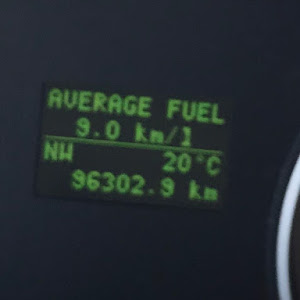 AVERAGE FUEL
9.0 km/l
NW 20°C
96302.9 km